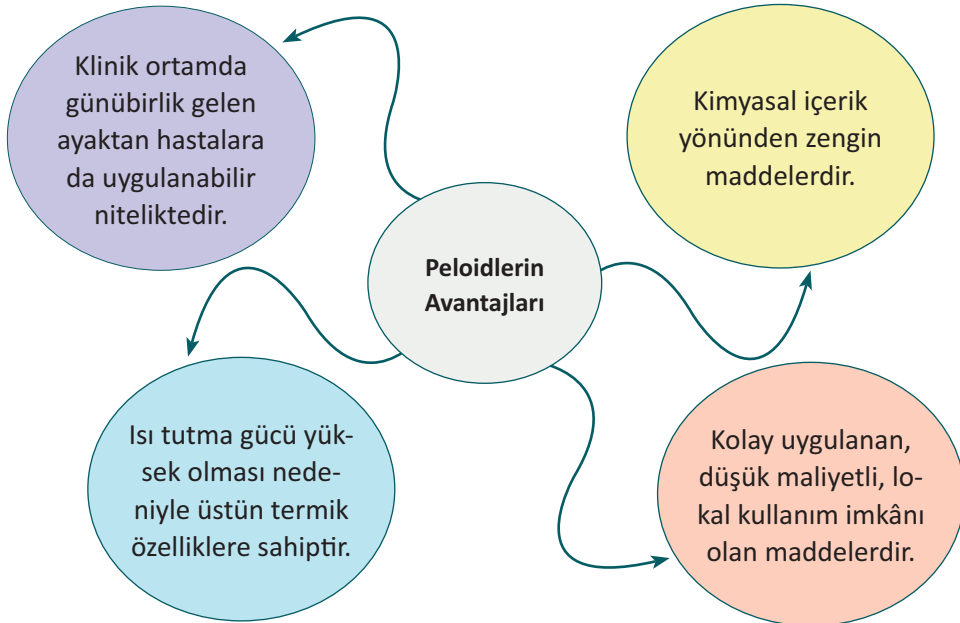 Klinik ortamda
günübirlik gelen
ayaktan hastalara
da uygulanabilir
niteliktedir.
Kimyasal içerik
yönünden zengin
maddelerdir.
Peloidlerin
Avantajları
Isı tutma gücü yük-
sek olması nede-
niyle üstün termik
özelliklere sahiptir.
Kolay uygulanan,
düşük maliyetli, lo-
kal kullanım imkânı
olan maddelerdir.